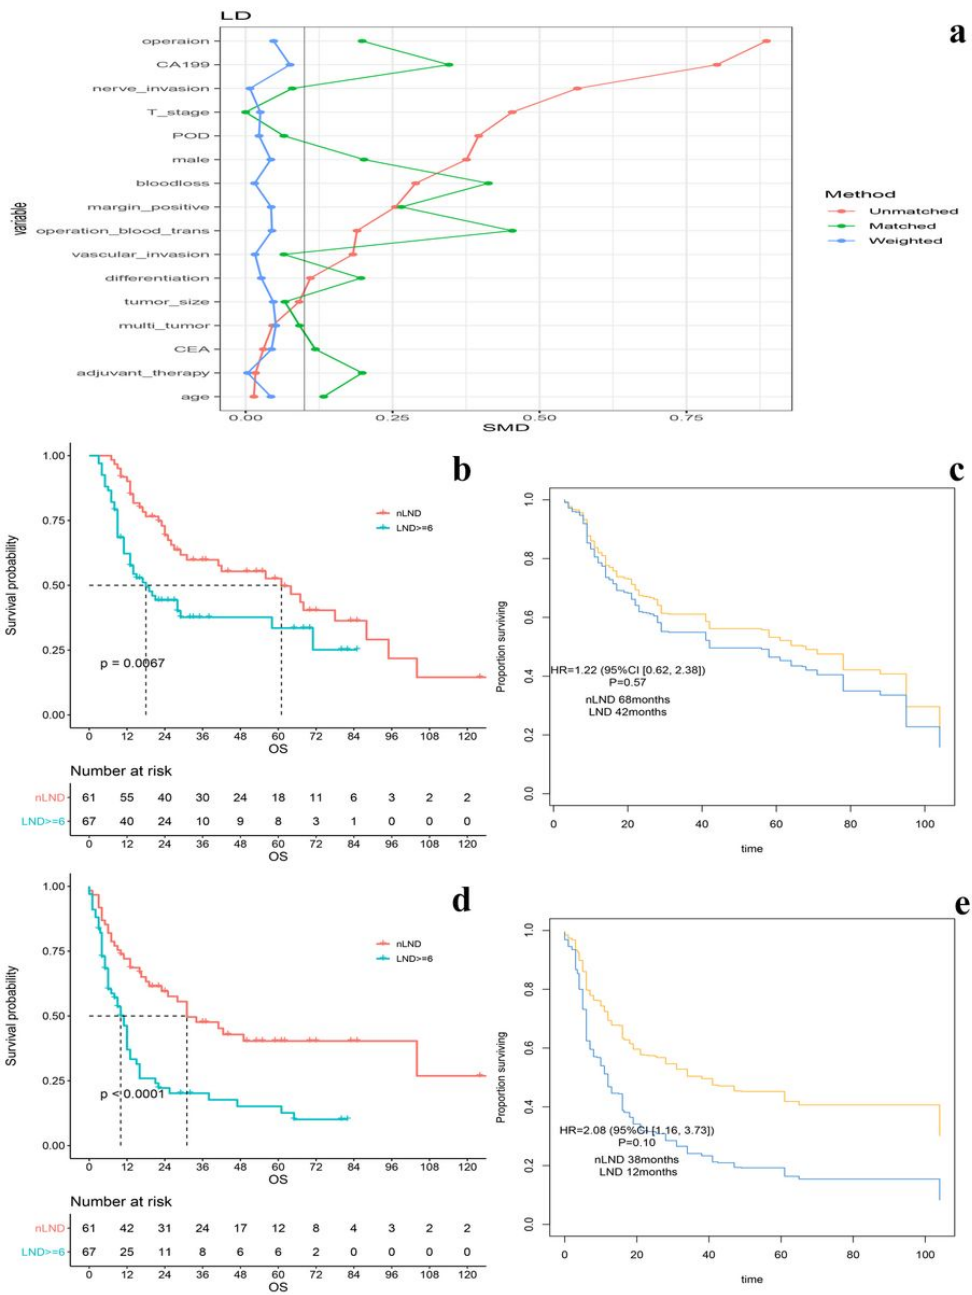 LD
a
operaion
CA199
nerve_invasion
T_stage
POD
male
bloodloss
margin_positive
operation_blood_trans
vascular_invasion
differentiation
tumor_size
multi_tumor
CEA
adjuvant_therapy
age
variable
0.00 0.25 0.50 0.75
SMD
Method
Unmatched
Matched
Weighted
b
1.00
0.75
0.50
0.25
0.00
Survival probability
nLND
LND>=6
p = 0.0067
0 12 24 36 48 60 72 84 96 108 120
OS
Number at risk
nLND 61 55 40 30 24 18 11 6 3 2 2
LND>=6 67 40 24 10 9 8 3 1 0 0 0
0 12 24 36 48 60 72 84 96 108 120
OS
c
1.0
0.8
0.6
0.4
0.2
0.0
Proportion surviving
HR=1.22 (95%CI [0.62, 2.38])
P=0.57
nLND 68months
LND 42months
0 20 40 60 80 100
time
d
1.00
0.75
0.50
0.25
0.00
Survival probability
nLND
LND>=6
p < 0.0001
0 12 24 36 48 60 72 84 96 108 120
OS
Number at risk
nLND 61 42 31 24 17 12 8 4 3 2 2
LND>=6 67 25 11 8 6 6 2 0 0 0 0
0 12 24 36 48 60 72 84 96 108 120
OS
e
1.0
0.8
0.6
0.4
0.2
0.0
Proportion surviving
HR=2.08 (95%CI [1.16, 3.73])
P=0.10
nLND 38months
LND 12months
0 20 40 60 80 100
time